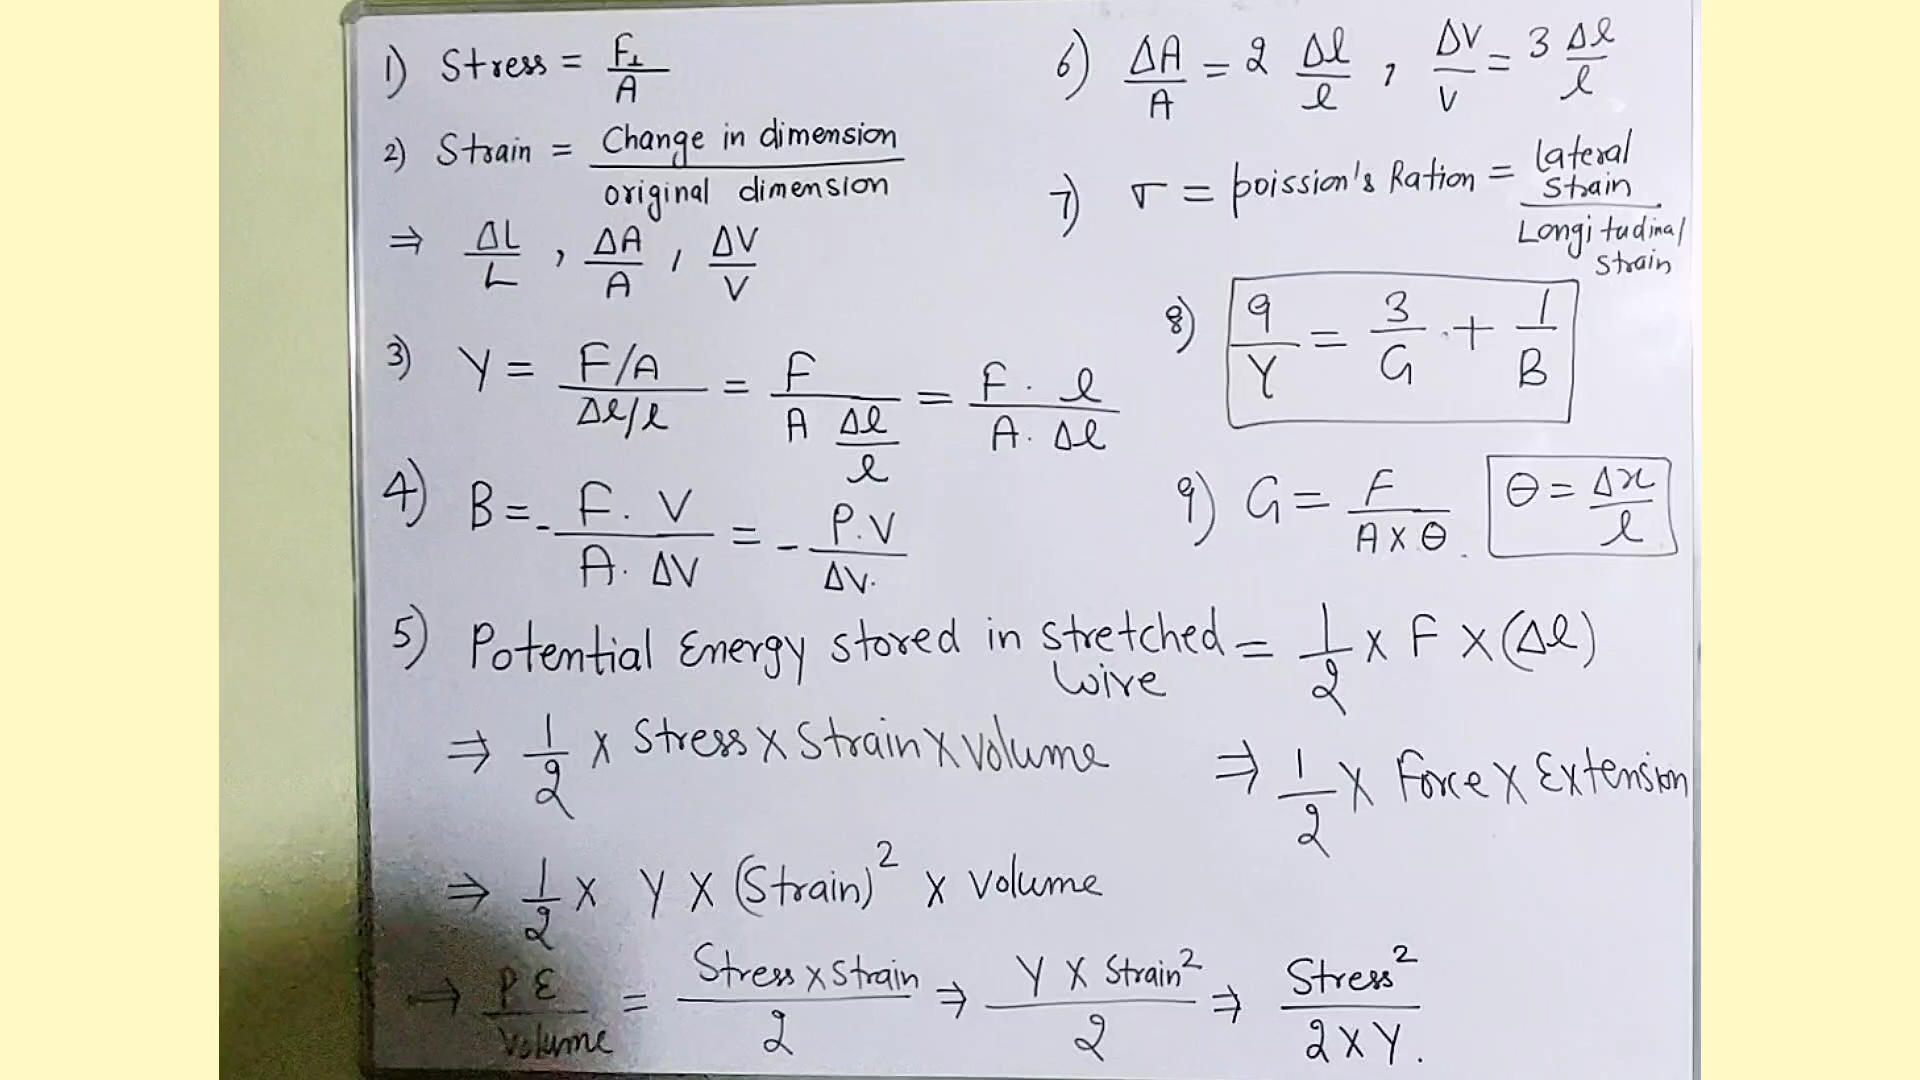 1) Stress = F⊥/A
2) Strain = Change in dimension / original dimension
⇒ ΔL/L , ΔA/A , ΔV/V
3) Y = (F/A)/(Δl/l) = F/(A Δl/l) = F. l/A. Δl
4) B = - F. V/A. ΔV = - P.V/ΔV.
5) Potential Energy stored in stretched wire = 1/2 x F x (Δl)
⇒ 1/2 x Stress x Strain x Volume ⇒ 1/2 x Force x Extension
⇒ 1/2 x Y x (Strain)² x Volume
⇒ PE/Volume = Stress x Strain/2 ⇒ Y x Strain²/2 ⇒ Stress²/2 x Y.
6) ΔA/A = 2 Δl/l , ΔV/V = 3 Δl/l
7) σ = poission's Ration = lateral strain / Longitudinal strain
8) 9/Y = 3/G + 1/B
9) G = F/A x θ. θ = Δx/l